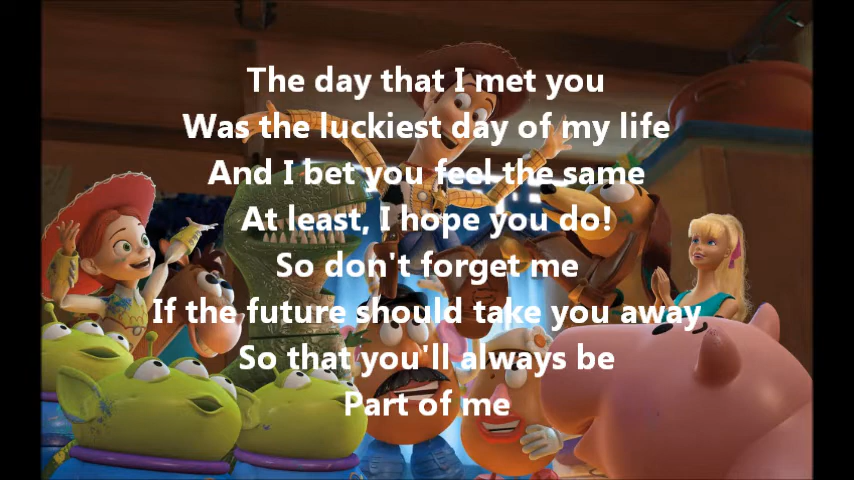 The day that I met you
Was the luckiest day of my life
And I bet you feel the same
At least, I hope you do!
So don't forget me
If the future should take you away
So that you'll always be
Part of me